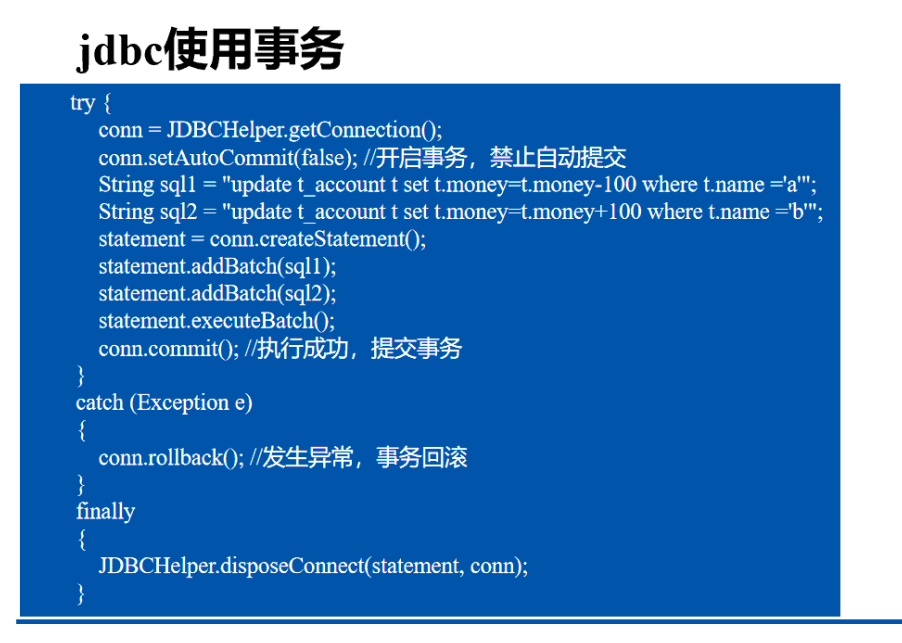 jdbc使用事务
try {
conn = JDBCHelper.getConnection();
conn.setAutoCommit(false); //开启事务，禁止自动提交
String sql1 = "update t_account t set t.money=t.money-100 where t.name ='a'";
String sql2 = "update t_account t set t.money=t.money+100 where t.name ='b'";
statement = conn.createStatement();
statement.addBatch(sql1);
statement.addBatch(sql2);
statement.executeBatch();
conn.commit(); //执行成功，提交事务
}
catch (Exception e)
{
conn.rollback(); //发生异常，事务回滚
}
finally
{
JDBCHelper.disposeConnect(statement, conn);
}